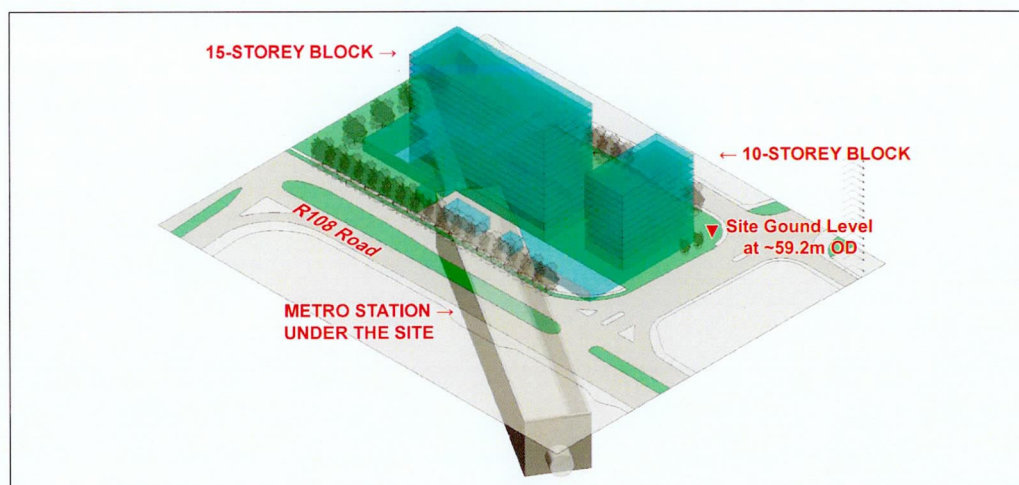 15-STOREY BLOCK →
← 10-STOREY BLOCK
R108 Road
Site Gound Level
at ~59.2m OD
METRO STATION →
UNDER THE SITE